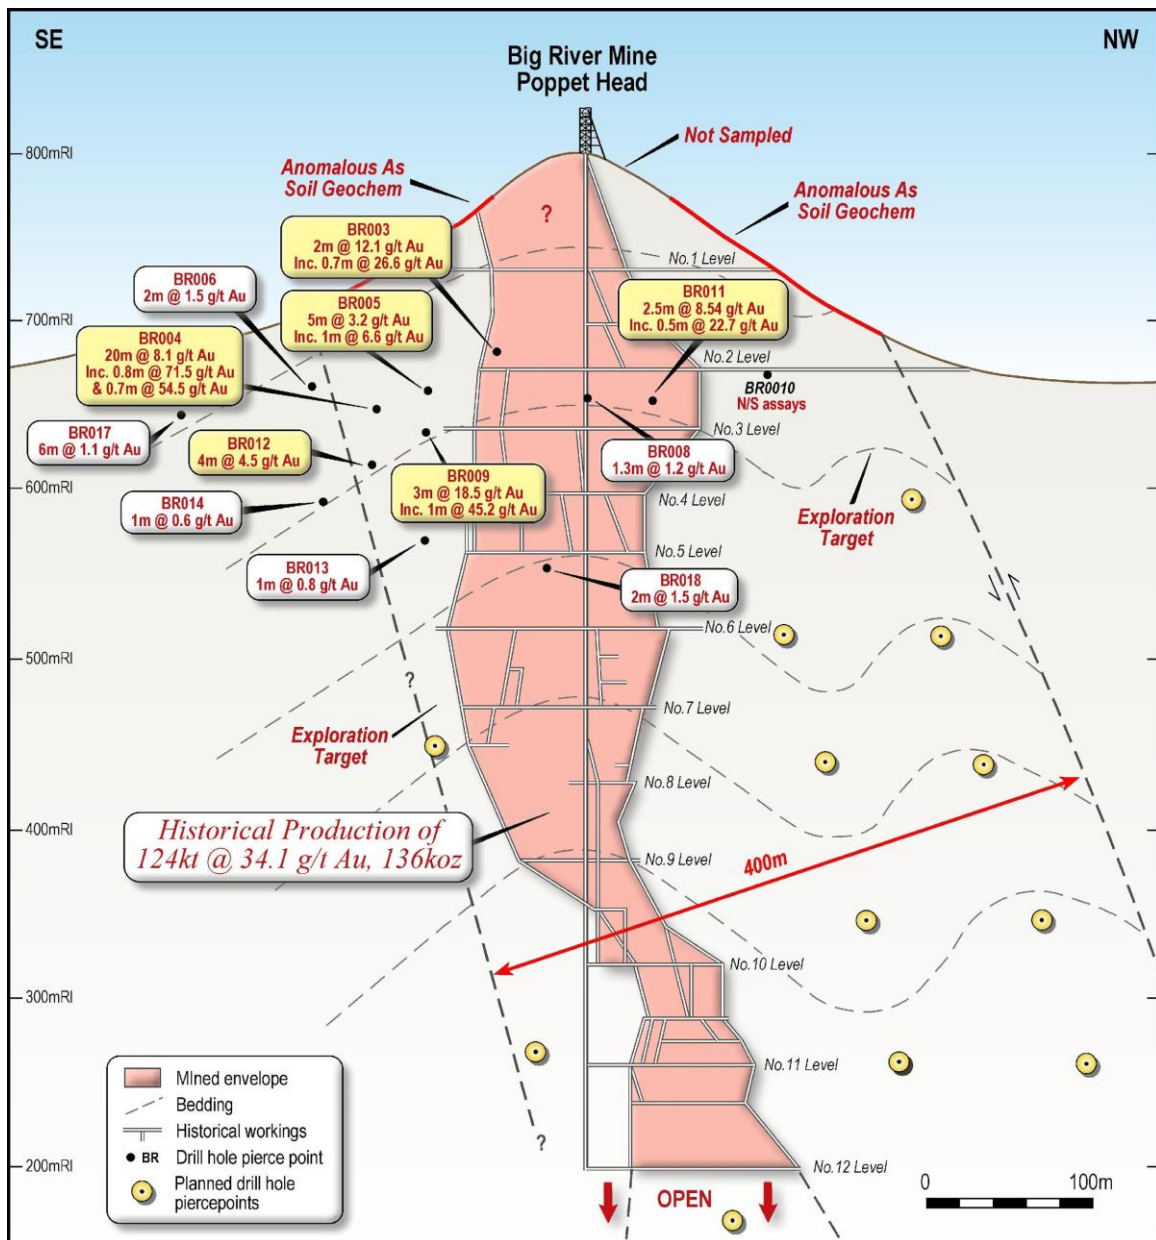 SE
NW
Big River Mine
Poppet Head
Not Sampled
800mRl
Anomalous As
Soil Geochem
Anomalous As
Soil Geochem
?
BR003
2m @ 12.1 g/t Au
Inc. 0.7m @ 26.6 g/t Au
No.1 Level
BR006
2m @ 1.5 g/t Au
BR005
5m @ 3.2 g/t Au
Inc. 1m @ 6.6 g/t Au
BR011
2.5m @ 8.54 g/t Au
Inc. 0.5m @ 22.7 g/t Au
700mRl
BR004
20m @ 8.1 g/t Au
Inc. 0.8m @ 71.5 g/t Au
& 0.7m @ 54.5 g/t Au
No.2 Level
BR0010
N/S assays
BR017
6m @ 1.1 g/t Au
BR012
4m @ 4.5 g/t Au
No.3 Level
BR008
1.3m @ 1.2 g/t Au
BR009
3m @ 18.5 g/t Au
Inc. 1m @ 45.2 g/t Au
600mRl
BR014
1m @ 0.6 g/t Au
No.4 Level
Exploration
Target
No.5 Level
BR013
1m @ 0.8 g/t Au
BR018
2m @ 1.5 g/t Au
No.6 Level
500mRl
?
No.7 Level
Exploration
Target
No.8 Level
400mRl
Historical Production of
124kt @ 34.1 g/t Au, 136koz
No.9 Level
400m
No.10 Level
300mRl
No.11 Level
MIned envelope
Bedding
Historical workings
BR Drill hole pierce point
Planned drill hole
piercepoints
?
200mRl
No.12 Level
OPEN
0 100m